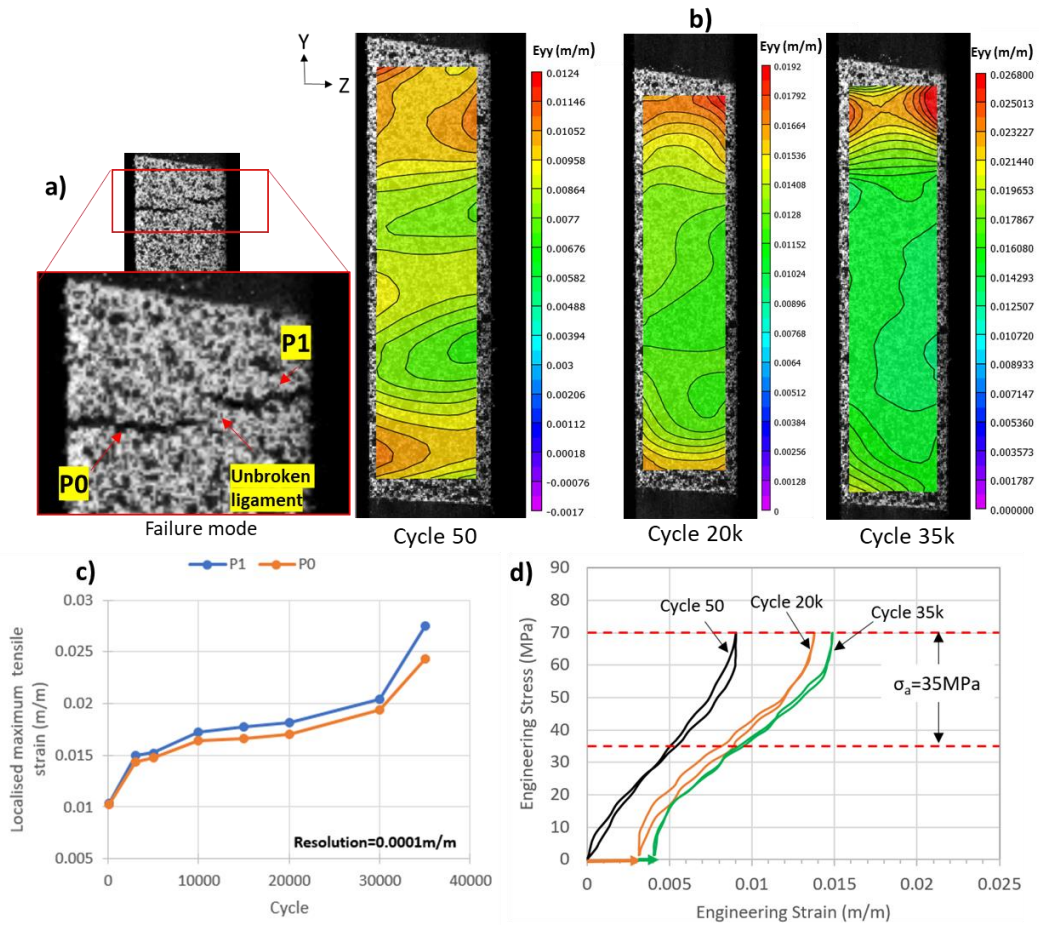 b)
Y
Z
a)
P1
P0
Unbroken
ligament
Failure mode
Eyy (m/m)
0.0124
0.01146
0.01052
0.00958
0.00864
0.0077
0.00676
0.00582
0.00488
0.00394
0.003
0.00206
0.00112
0.00018
-0.00076
-0.0017
Cycle 50
Eyy (m/m)
0.0192
0.01792
0.01664
0.01536
0.01408
0.0128
0.01152
0.01024
0.00896
0.00768
0.0064
0.00512
0.00384
0.00256
0.00128
0
Cycle 20k
Eyy (m/m)
0.026800
0.025013
0.023227
0.021440
0.019653
0.017867
0.016080
0.014293
0.012507
0.010720
0.008933
0.007147
0.005360
0.003573
0.001787
0.000000
Cycle 35k
c)
P1
P0
Localised maximum tensile
strain (m/m)
0.03
0.025
0.02
0.015
0.01
0.005
Resolution=0.0001m/m
0
10000
20000
30000
40000
Cycle
d)
Engineering Stress (MPa)
90
80
70
60
50
40
30
20
10
0
Cycle 50
Cycle 20k
Cycle 35k
σa=35MPa
0
0.005
0.01
0.015
0.02
0.025
Engineering Strain (m/m)